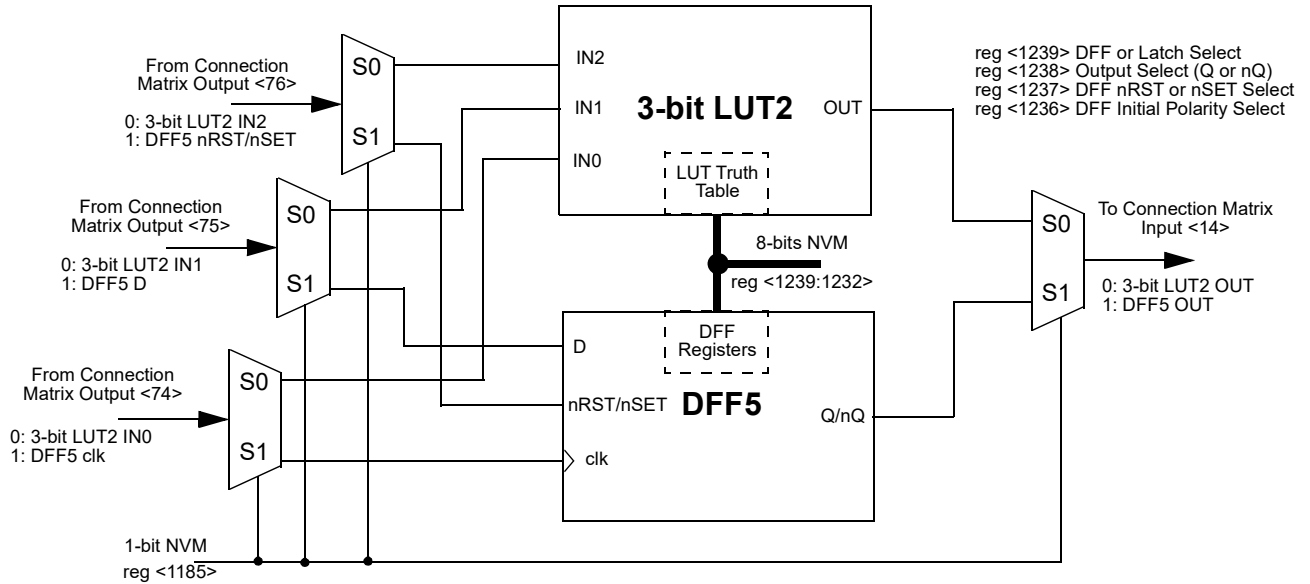 From Connection
Matrix Output <76>
0: 3-bit LUT2 IN2
1: DFF5 nRST/nSET
S0
S1
From Connection
Matrix Output <75>
0: 3-bit LUT2 IN1
1: DFF5 D
S0
S1
From Connection
Matrix Output <74>
0: 3-bit LUT2 IN0
1: DFF5 clk
S0
S1
1-bit NVM
reg <1185>
IN2
IN1
IN0
3-bit LUT2
OUT
LUT Truth
Table
8-bits NVM
reg <1239:1232>
DFF
Registers
D
nRST/nSET
clk
DFF5
Q/nQ
reg <1239> DFF or Latch Select
reg <1238> Output Select (Q or nQ)
reg <1237> DFF nRST or nSET Select
reg <1236> DFF Initial Polarity Select
S0
S1
To Connection Matrix
Input <14>
0: 3-bit LUT2 OUT
1: DFF5 OUT